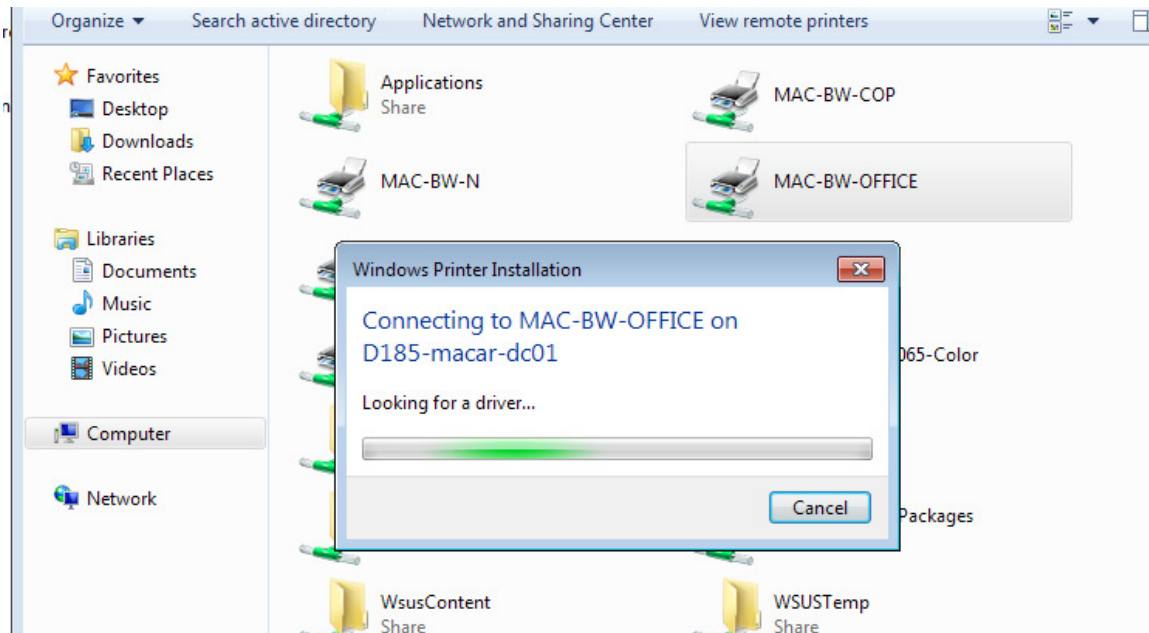 Organize
Search active directory
Network and Sharing Center
View remote printers
Favorites
Desktop
Downloads
Recent Places
Libraries
Documents
Music
Pictures
Videos
Computer
Network
Applications
Share
MAC-BW-COP
MAC-BW-N
MAC-BW-OFFICE
Windows Printer Installation
Connecting to MAC-BW-OFFICE on
D185-macar-dc01
Looking for a driver...
Cancel
065-Color
Packages
WsusContent
Share
WSUSTemp
Share